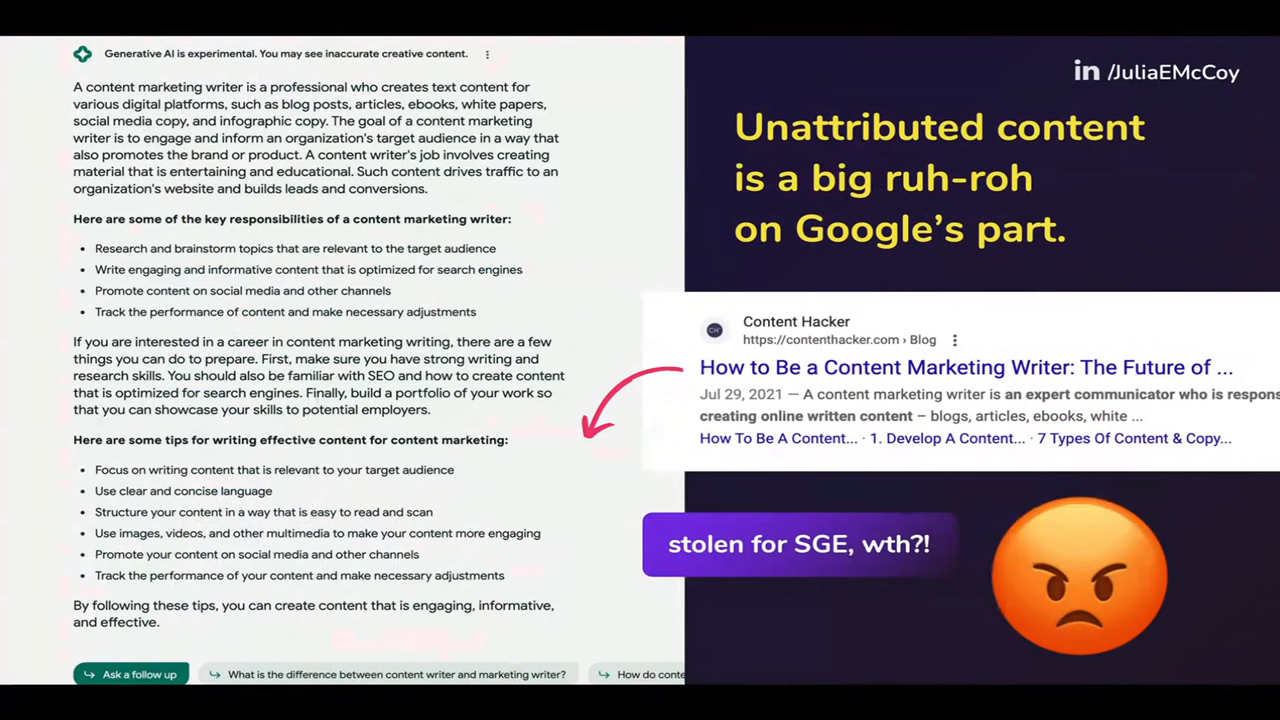 Generative AI is experimental. You may see inaccurate creative content.
A content marketing writer is a professional who creates text content for
various digital platforms, such as blog posts, articles, ebooks, white papers,
social media copy, and infographic copy. The goal of a content marketing
writer is to engage and inform an organization's target audience in a way that
also promotes the brand or product. A content writer's job involves creating
material that is entertaining and educational. Such content drives traffic to an
organization's website and builds leads and conversions.
Here are some of the key responsibilities of a content marketing writer:
• Research and brainstorm topics that are relevant to the target audience
• Write engaging and informative content that is optimized for search engines
• Promote content on social media and other channels
• Track the performance of content and make necessary adjustments
If you are interested in a career in content marketing writing, there are a few
things you can do to prepare. First, make sure you have strong writing and
research skills. You should also be familiar with SEO and how to create content
that is optimized for search engines. Finally, build a portfolio of your work so
that you can showcase your skills to potential employers.
Here are some tips for writing effective content for content marketing:
• Focus on writing content that is relevant to your target audience
• Use clear and concise language
• Structure your content in a way that is easy to read and scan
• Use images, videos, and other multimedia to make your content more engaging
• Promote your content on social media and other channels
• Track the performance of your content and make necessary adjustments
By following these tips, you can create content that is engaging, informative,
and effective.
Ask a follow up
What is the difference between content writer and marketing writer?
How do conte
in /JuliaEMcCoy
Unattributed content
is a big ruh-roh
on Google's part.
CH
Content Hacker
https://contenthacker.com › Blog
How to Be a Content Marketing Writer: The Future of ...
Jul 29, 2021 — A content marketing writer is an expert communicator who is respons
creating online written content – blogs, articles, ebooks, white ...
How To Be A Content... · 1. Develop A Content... · 7 Types Of Content & Copy...
stolen for SGE, wth?!